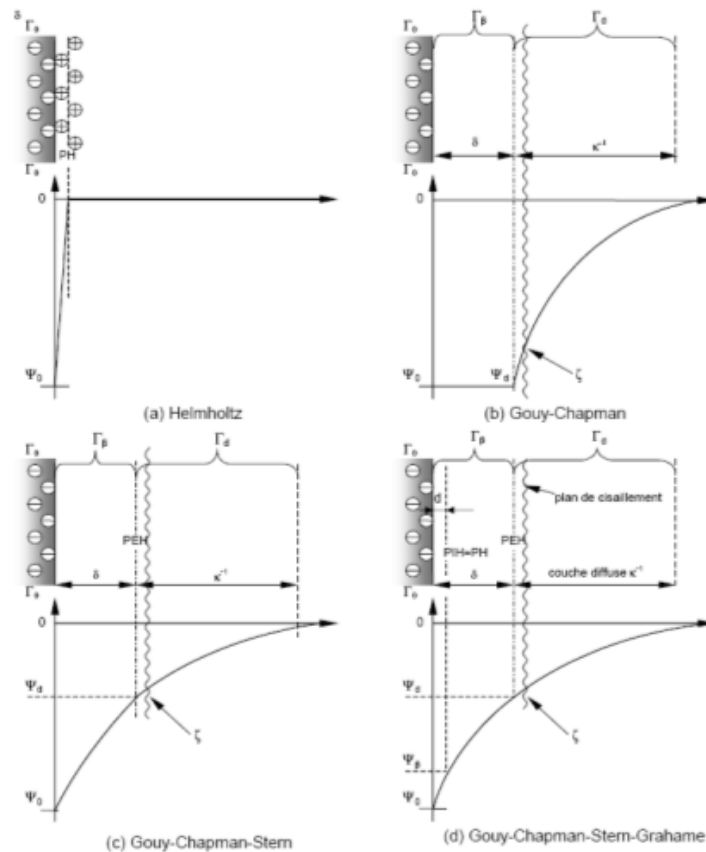 δ
Γ₀
PH
Γ₀
0
Ψ₀
(a) Helmholtz
Γ₀
Γβ
Γd
δ
κ⁻¹
Γ₀
0
Ψ₀
Ψd
ζ
(b) Gouy-Chapman
Γ₀
Γβ
Γd
PEH
δ
κ⁻¹
Γ₀
0
Ψd
ζ
Ψ₀
(c) Gouy-Chapman-Stern
Γ₀
Γβ
Γd
d
plan de cisaillement
PEH
PIH=PH
δ
couche diffuse κ⁻¹
Γ₀
0
Ψd
ζ
Ψβ
Ψ₀
(d) Gouy-Chapman-Stern-Grahame